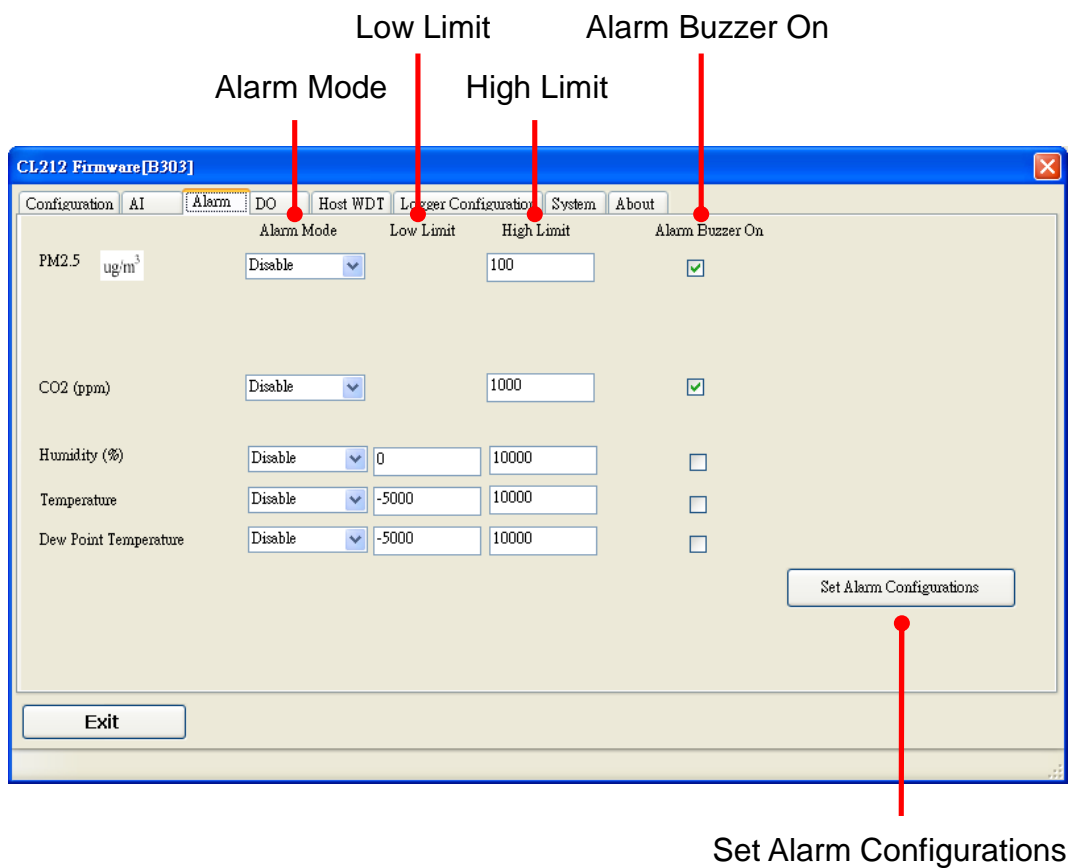 Low Limit Alarm Buzzer On
Alarm Mode High Limit
CL212 Firmware[B303]
Configuration AI Alarm DO Host WDT Logger Configuration System About
Alarm Mode Low Limit High Limit Alarm Buzzer On
PM2.5 ug/m³ Disable 100
CO2 (ppm) Disable 1000
Humidity (%) Disable 0 10000
Temperature Disable -5000 10000
Dew Point Temperature Disable -5000 10000
Set Alarm Configurations
Exit
Set Alarm Configurations